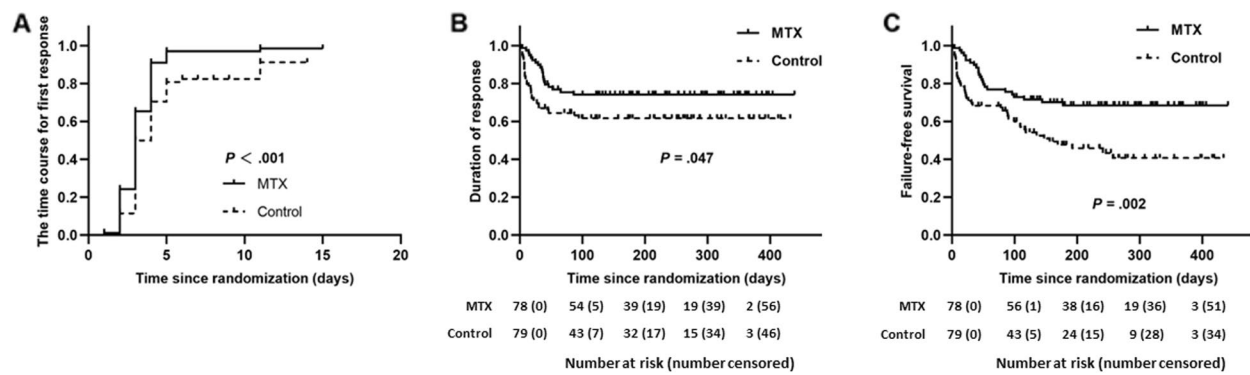 A
The time course for first response
1.0
0.8
0.6
0.4
0.2
0.0
P < .001
MTX
Control
0 5 10 15 20
Time since randomization (days)
B
Duration of response
1.0
0.8
0.6
0.4
0.2
0.0
MTX
Control
P = .047
0 100 200 300 400
Time since randomization (days)
MTX 78 (0) 54 (5) 39 (19) 19 (39) 2 (56)
Control 79 (0) 43 (7) 32 (17) 15 (34) 3 (46)
Number at risk (number censored)
C
Failure-free survival
1.0
0.8
0.6
0.4
0.2
0.0
MTX
Control
P = .002
0 100 200 300 400
Time since randomization (days)
MTX 78 (0) 56 (1) 38 (16) 19 (36) 3 (51)
Control 79 (0) 43 (5) 24 (15) 9 (28) 3 (34)
Number at risk (number censored)